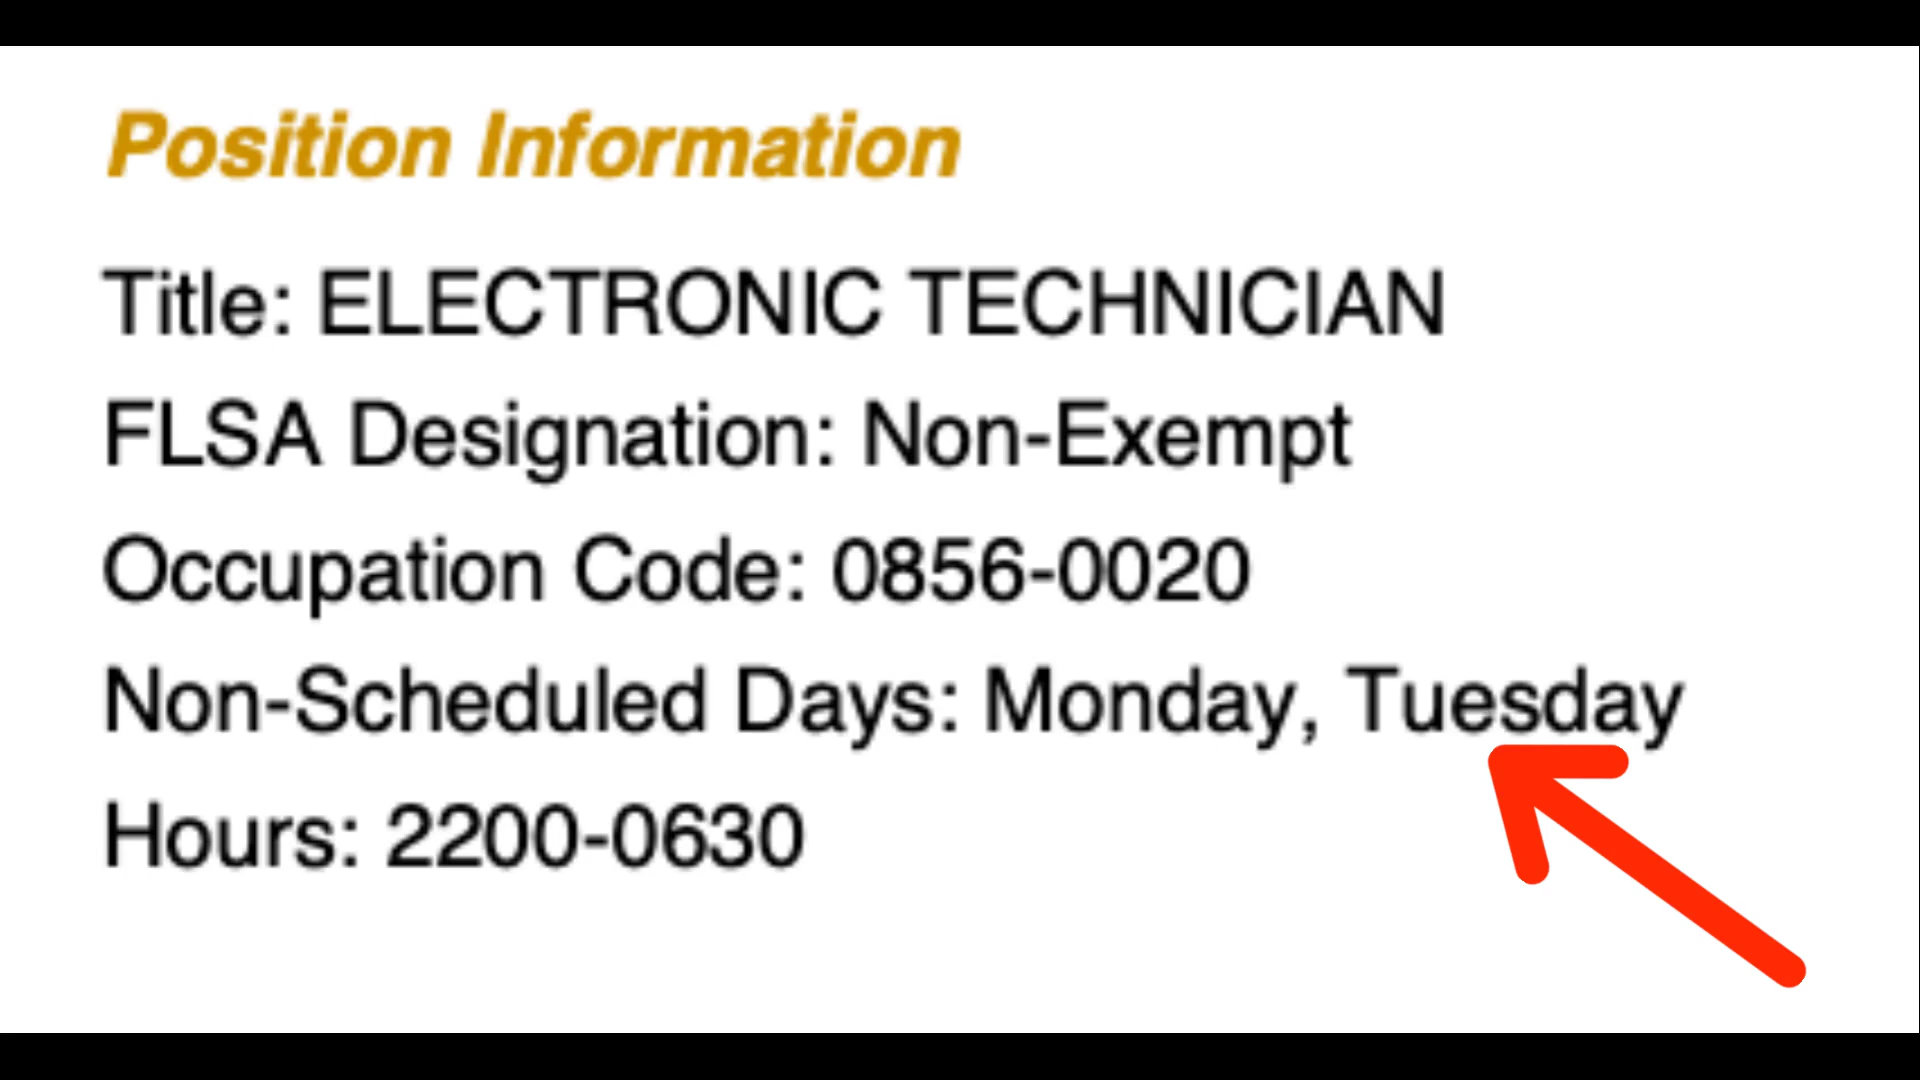 Position Information
Title: ELECTRONIC TECHNICIAN
FLSA Designation: Non-Exempt
Occupation Code: 0856-0020
Non-Scheduled Days: Monday, Tuesday
Hours: 2200-0630